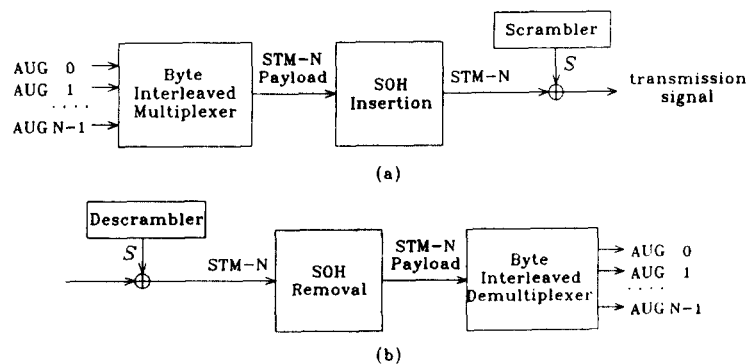 Scrambler
S
AUG 0
AUG 1
. . . .
AUG N-1
Byte
Interleaved
Multiplexer
STM-N
Payload
SOH
Insertion
STM-N
transmission
signal
(a)
Descrambler
S
STM-N
SOH
Removal
STM-N
Payload
Byte
Interleaved
Demultiplexer
AUG 0
AUG 1
. . . .
AUG N-1
(b)